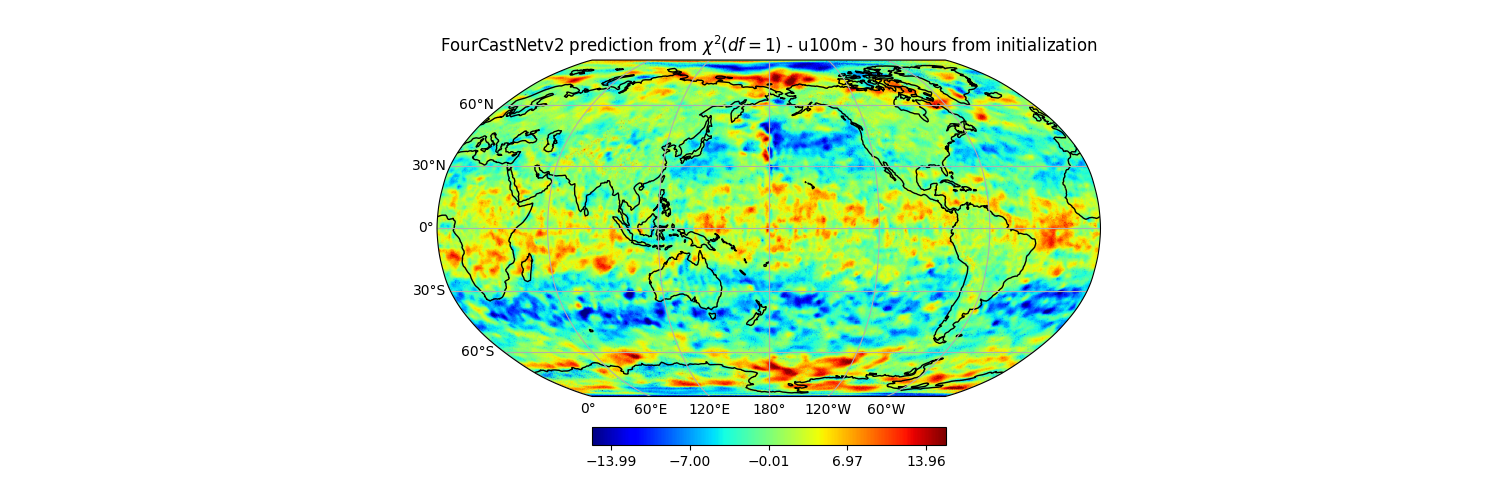 FourCastNetv2 prediction from χ²(df = 1) - u100m - 30 hours from initialization
60°N
30°N
0°
30°S
60°S
0° 60°E 120°E 180° 120°W 60°W
−13.99 −7.00 −0.01 6.97 13.96